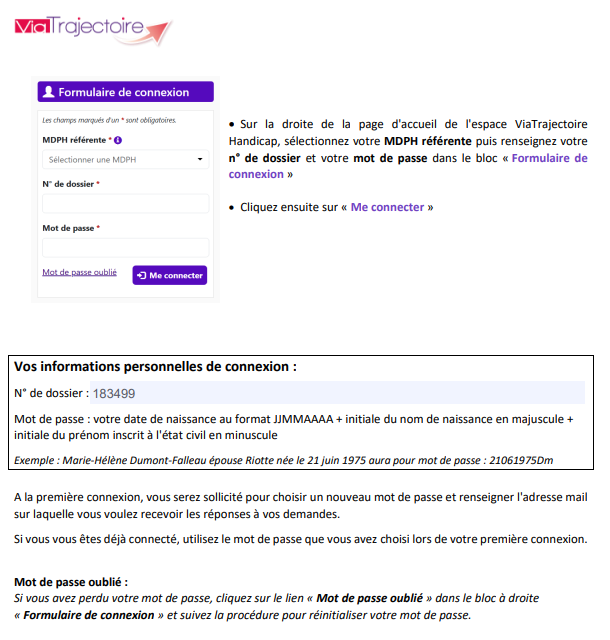 ViaTrajectoire
Formulaire de connexion
Les champs marqués d'un * sont obligatoires.
MDPH référente *
Sélectionner une MDPH
N° de dossier *
Mot de passe *
Mot de passe oublié
Me connecter
• Sur la droite de la page d'accueil de l'espace ViaTrajectoire
Handicap, sélectionnez votre MDPH référente puis renseignez votre
n° de dossier et votre mot de passe dans le bloc « Formulaire de
connexion »
• Cliquez ensuite sur « Me connecter »
Vos informations personnelles de connexion :
N° de dossier : 183499
Mot de passe : votre date de naissance au format JJMMAAAA + initiale du nom de naissance en majuscule +
initiale du prénom inscrit à l'état civil en minuscule
Exemple : Marie-Hélène Dumont-Falleau épouse Riotte née le 21 juin 1975 aura pour mot de passe : 21061975Dm
A la première connexion, vous serez sollicité pour choisir un nouveau mot de passe et renseigner l'adresse mail
sur laquelle vous voulez recevoir les réponses à vos demandes.
Si vous vous êtes déjà connecté, utilisez le mot de passe que vous avez choisi lors de votre première connexion.
Mot de passe oublié :
Si vous avez perdu votre mot de passe, cliquez sur le lien « Mot de passe oublié » dans le bloc à droite
« Formulaire de connexion » et suivez la procédure pour réinitialiser votre mot de passe.